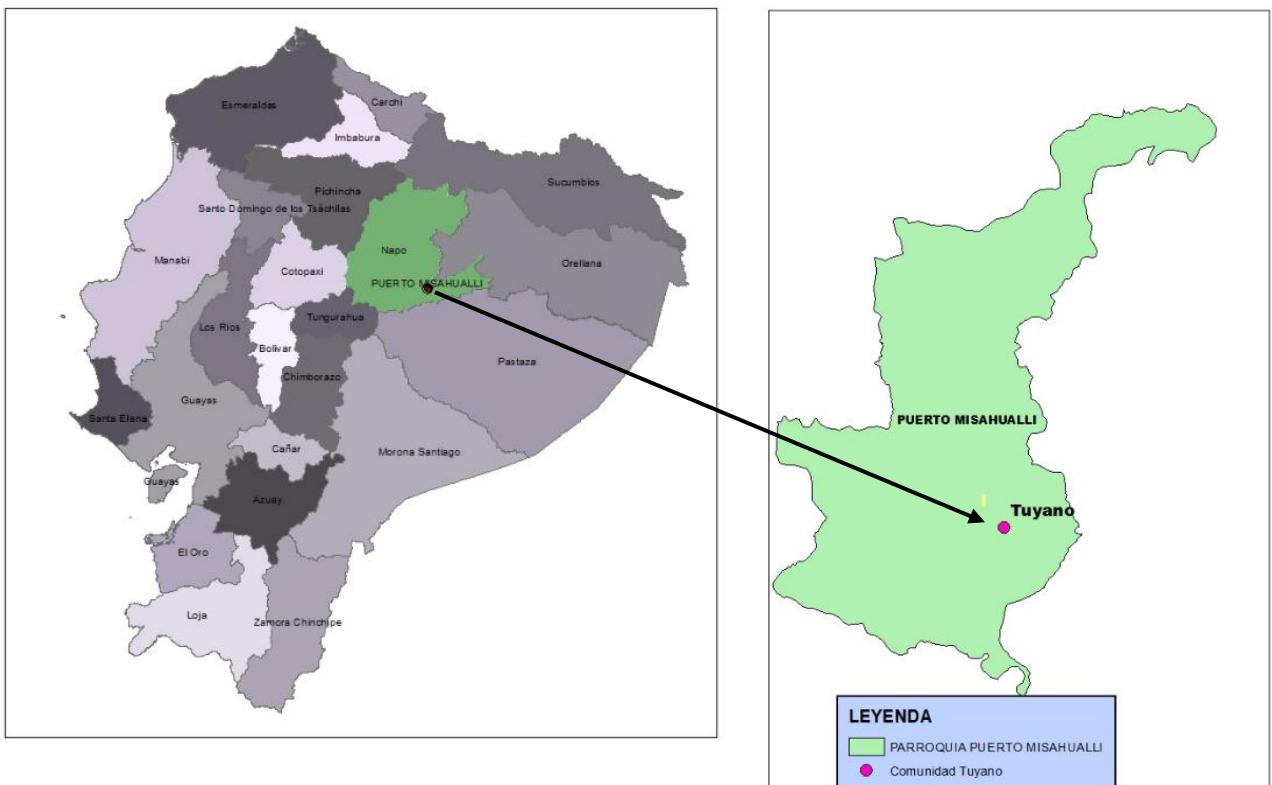 Esmeraldas
Carchi
Imbabura
Sucumbios
Pichincha
Santo Domingo de los Tsáchilas
Napo
Manabi
Orellana
Cotopaxi
PUERTO MISAHUALLI
Los Rios
Tungurahua
Bolivar
Pastaza
Chimborazo
Guayas
Santa Elena
Cañar
Morona Santiago
Guayas
Azuay
El Oro
Loja
Zamora Chinchipe
PUERTO MISAHUALLI
Tuyano
LEYENDA
PARROQUIA PUERTO MISAHUALLI
Comunidad Tuyano